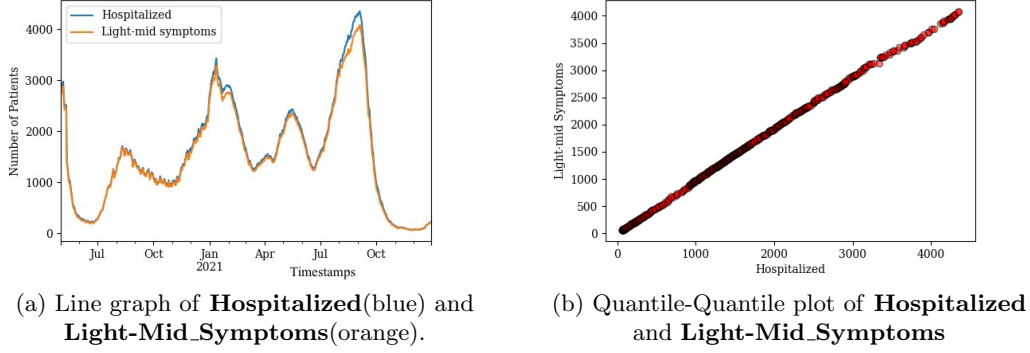 Hospitalized
Light-mid symptoms
Number of Patients
4000
3000
2000
1000
0
Jul
Oct
Jan
2021
Apr
Jul
Oct
Timestamps
Light-mid Symptoms
4000
3500
3000
2500
2000
1500
1000
500
0
0
1000
2000
3000
4000
Hospitalized
(a) Line graph of Hospitalized(blue) and
Light-Mid_Symptoms(orange).
(b) Quantile-Quantile plot of Hospitalized
and Light-Mid_Symptoms